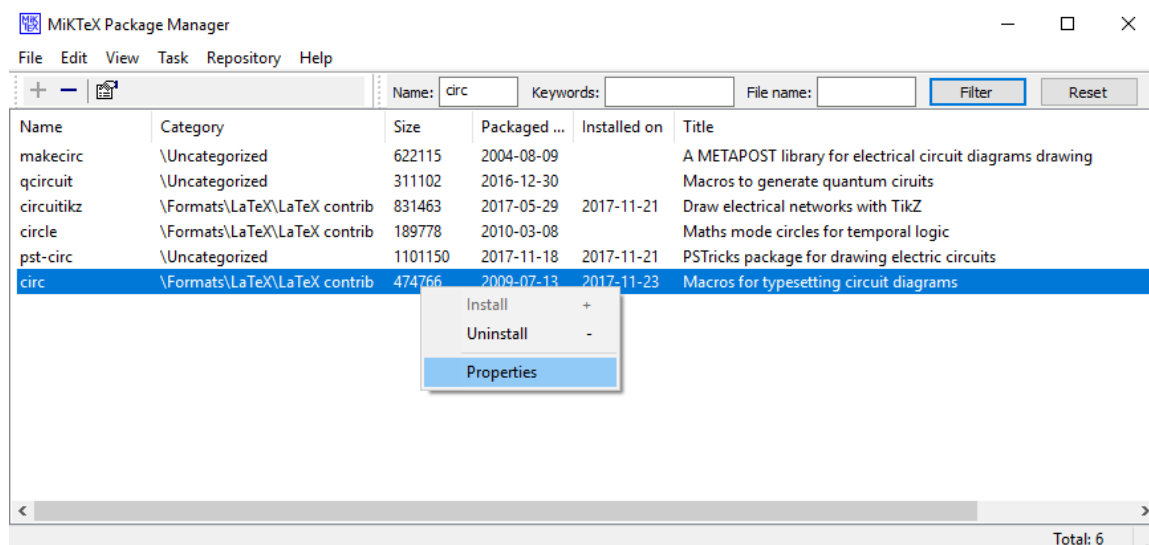 MiKTeX Package Manager
File Edit View Task Repository Help
Name: circ Keywords: File name: Filter Reset
Name Category Size Packaged ... Installed on Title
makecirc \Uncategorized 622115 2004-08-09 A METAPOST library for electrical circuit diagrams drawing
qcircuit \Uncategorized 311102 2016-12-30 Macros to generate quantum ciruits
circuitikz \Formats\LaTeX\LaTeX contrib 831463 2017-05-29 2017-11-21 Draw electrical networks with TikZ
circle \Formats\LaTeX\LaTeX contrib 189778 2010-03-08 Maths mode circles for temporal logic
pst-circ \Uncategorized 1101150 2017-11-18 2017-11-21 PSTricks package for drawing electric circuits
circ \Formats\LaTeX\LaTeX contrib 474766 2009-07-13 2017-11-23 Macros for typesetting circuit diagrams
Install +
Uninstall -
Properties
Total: 6